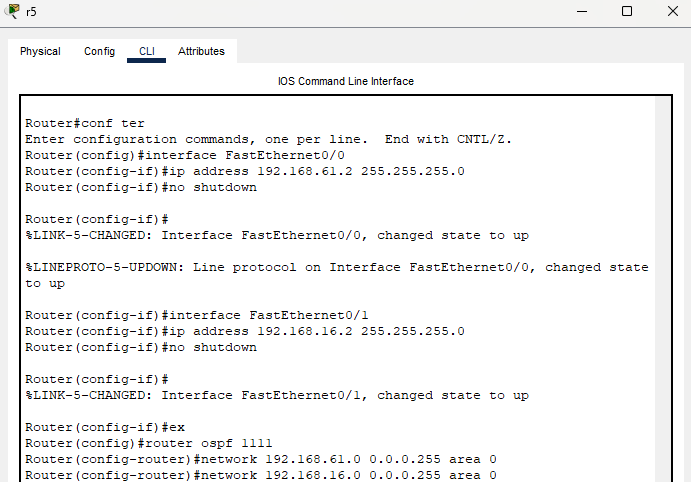 r5
Physical Config CLI Attributes
IOS Command Line Interface
Router#conf ter
Enter configuration commands, one per line.  End with CNTL/Z.
Router(config)#interface FastEthernet0/0
Router(config-if)#ip address 192.168.61.2 255.255.255.0
Router(config-if)#no shutdown
Router(config-if)#
%LINK-5-CHANGED: Interface FastEthernet0/0, changed state to up
%LINEPROTO-5-UPDOWN: Line protocol on Interface FastEthernet0/0, changed state
to up
Router(config-if)#interface FastEthernet0/1
Router(config-if)#ip address 192.168.16.2 255.255.255.0
Router(config-if)#no shutdown
Router(config-if)#
%LINK-5-CHANGED: Interface FastEthernet0/1, changed state to up
Router(config-if)#ex
Router(config)#router ospf 1111
Router(config-router)#network 192.168.61.0 0.0.0.255 area 0
Router(config-router)#network 192.168.16.0 0.0.0.255 area 0